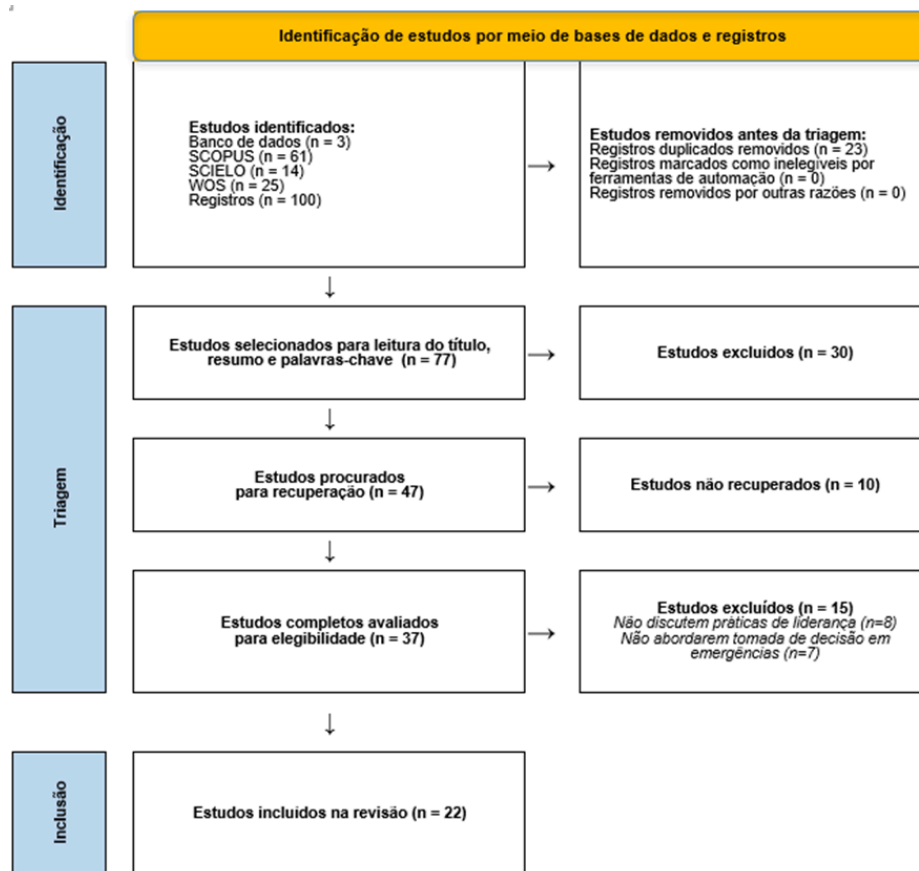 Identificação de estudos por meio de bases de dados e registros
Identificação
Estudos identificados:
Banco de dados (n = 3)
SCOPUS (n = 61)
SCIELO (n = 14)
WOS (n = 25)
Registros (n = 100)
→
Estudos removidos antes da triagem:
Registros duplicados removidos (n = 23)
Registros marcados como inelegíveis por
ferramentas de automação (n = 0)
Registros removidos por outras razões (n = 0)
↓
Triagem
Estudos selecionados para leitura do título,
resumo e palavras-chave (n = 77)
→
Estudos excluídos (n = 30)
↓
Estudos procurados
para recuperação (n = 47)
→
Estudos não recuperados (n = 10)
↓
Estudos completos avaliados
para elegibilidade (n = 37)
→
Estudos excluídos (n = 15)
Não discutem práticas de liderança (n=8)
Não abordarem tomada de decisão em
emergências (n=7)
↓
Inclusão
Estudos incluídos na revisão (n = 22)